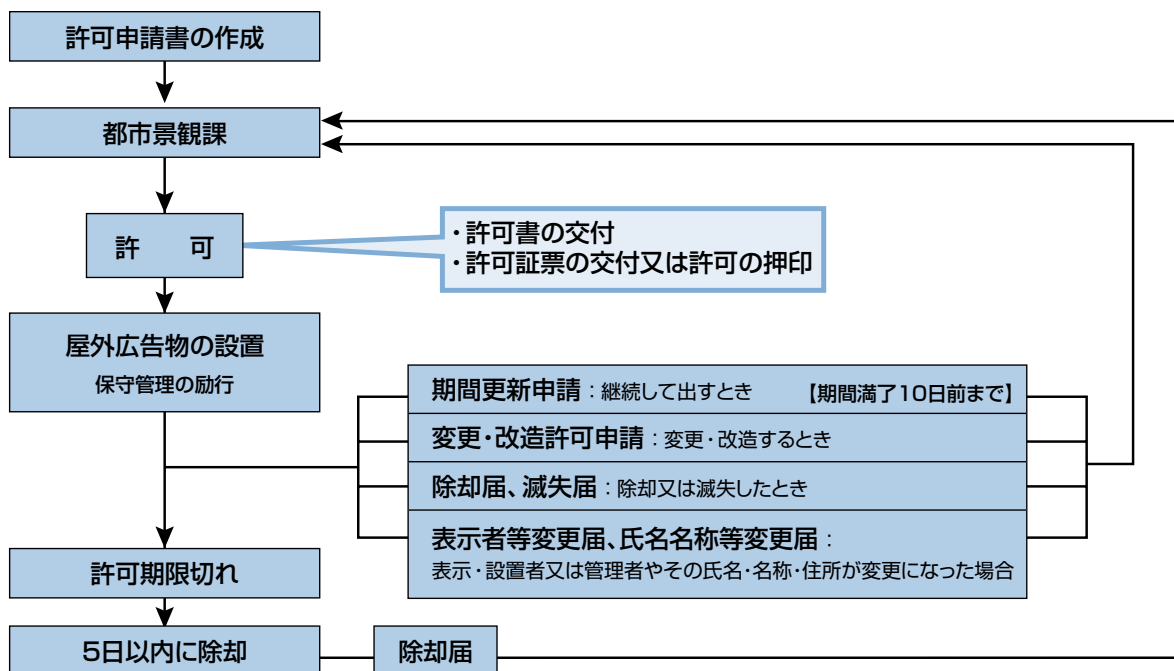 許可申請書の作成
都市景観課
許　可
・許可書の交付
・許可証票の交付又は許可の押印
屋外広告物の設置
保守管理の励行
期間更新申請：継続して出すとき　【期間満了10日前まで】
変更・改造許可申請：変更・改造するとき
除却届、滅失届：除却又は滅失したとき
表示者等変更届、氏名名称等変更届：
表示・設置者又は管理者やその氏名・名称・住所が変更になった場合
許可期限切れ
5日以内に除却
除却届